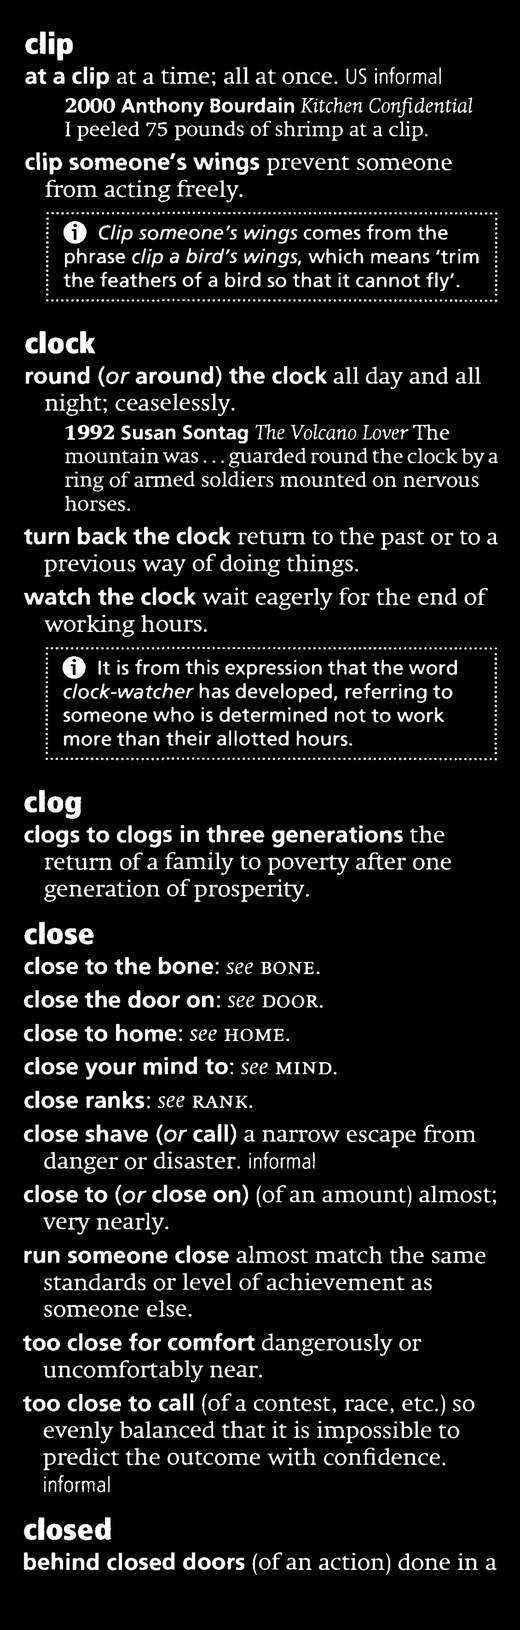 clip
at a clip at a time; all at once. US informal
2000 Anthony Bourdain Kitchen Confidential
I peeled 75 pounds of shrimp at a clip.
clip someone's wings prevent someone
from acting freely.
i Clip someone's wings comes from the
phrase clip a bird's wings, which means 'trim
the feathers of a bird so that it cannot fly'.
clock
round (or around) the clock all day and all
night; ceaselessly.
1992 Susan Sontag The Volcano Lover The
mountain was ... guarded round the clock by a
ring of armed soldiers mounted on nervous
horses.
turn back the clock return to the past or to a
previous way of doing things.
watch the clock wait eagerly for the end of
working hours.
i It is from this expression that the word
clock-watcher has developed, referring to
someone who is determined not to work
more than their allotted hours.
clog
clogs to clogs in three generations the
return of a family to poverty after one
generation of prosperity.
close
close to the bone: see BONE.
close the door on: see DOOR.
close to home: see HOME.
close your mind to: see MIND.
close ranks: see RANK.
close shave (or call) a narrow escape from
danger or disaster. informal
close to (or close on) (of an amount) almost;
very nearly.
run someone close almost match the same
standards or level of achievement as
someone else.
too close for comfort dangerously or
uncomfortably near.
too close to call (of a contest, race, etc.) so
evenly balanced that it is impossible to
predict the outcome with confidence.
informal
closed
behind closed doors (of an action) done in a